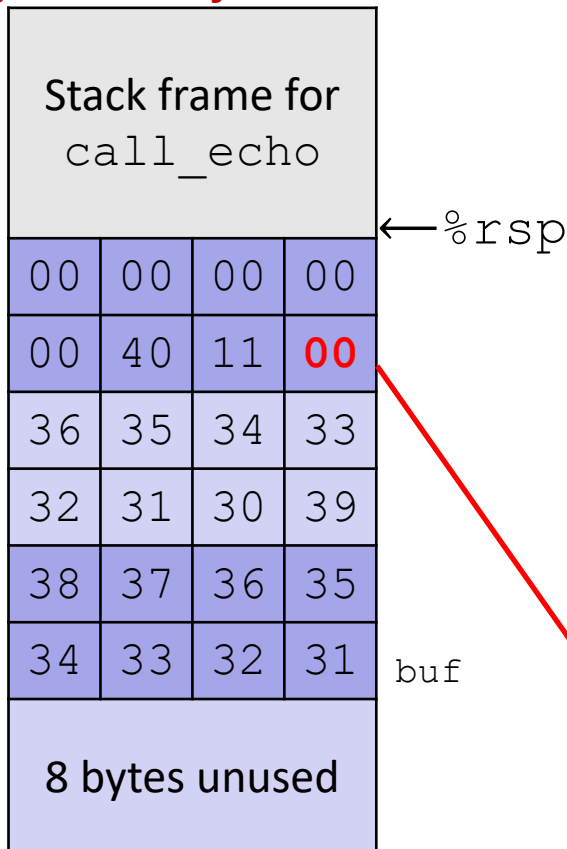 Stack frame for
call_echo
←%rsp
00 00 00 00
00 40 11 00
36 35 34 33
32 31 30 39
38 37 36 35
34 33 32 31 buf
8 bytes unused